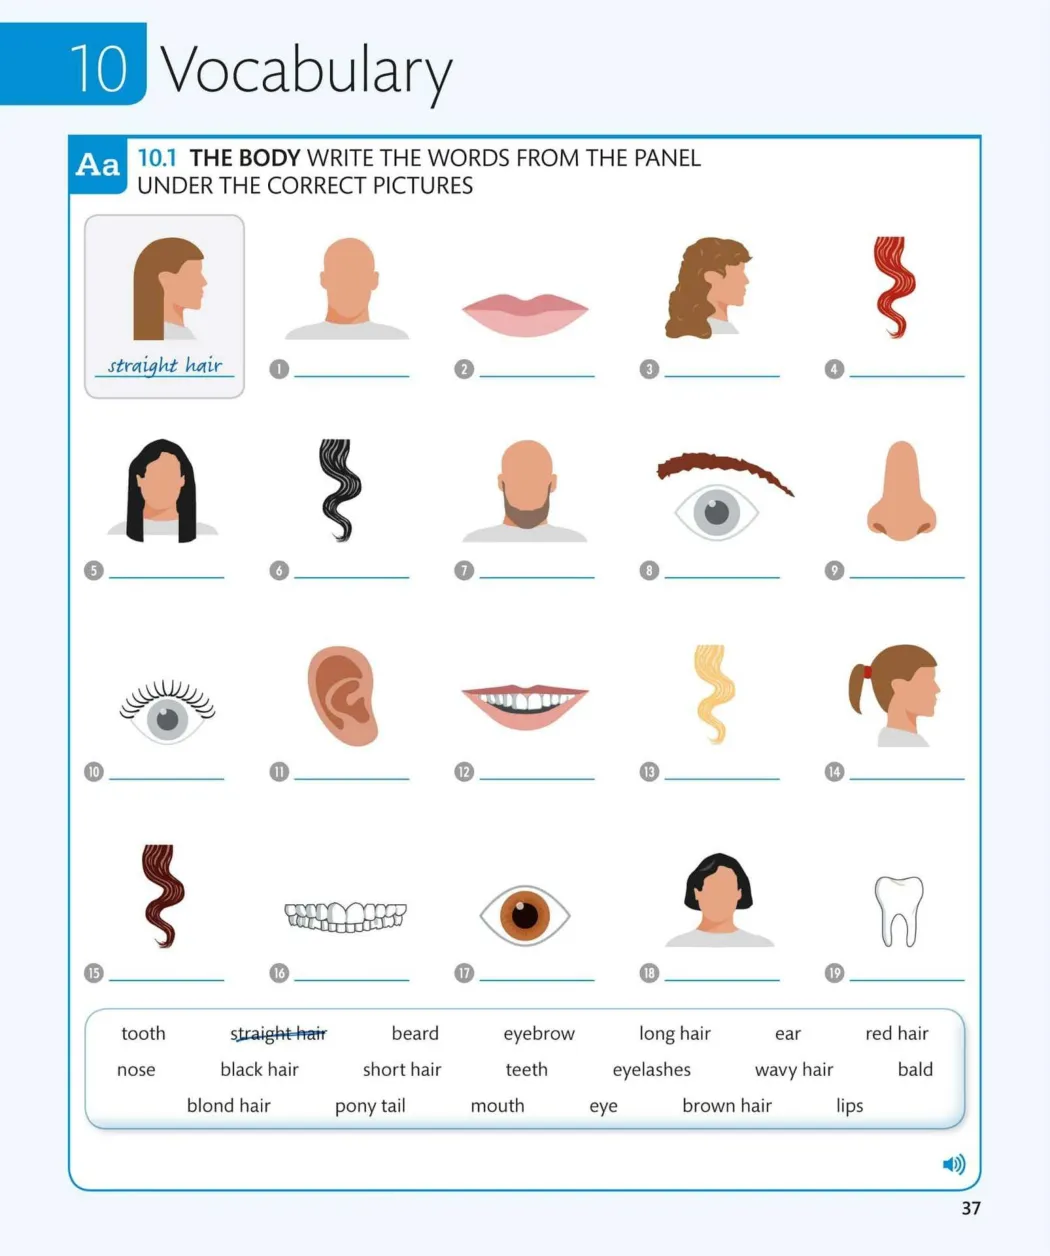 10 Vocabulary
Aa 10.1 THE BODY WRITE THE WORDS FROM THE PANEL
UNDER THE CORRECT PICTURES
straight hair
1 2 3 4
5 6 7 8 9
10 11 12 13 14
15 16 17 18 19
tooth straight hair beard eyebrow long hair ear red hair
nose black hair short hair teeth eyelashes wavy hair bald
blond hair pony tail mouth eye brown hair lips
37